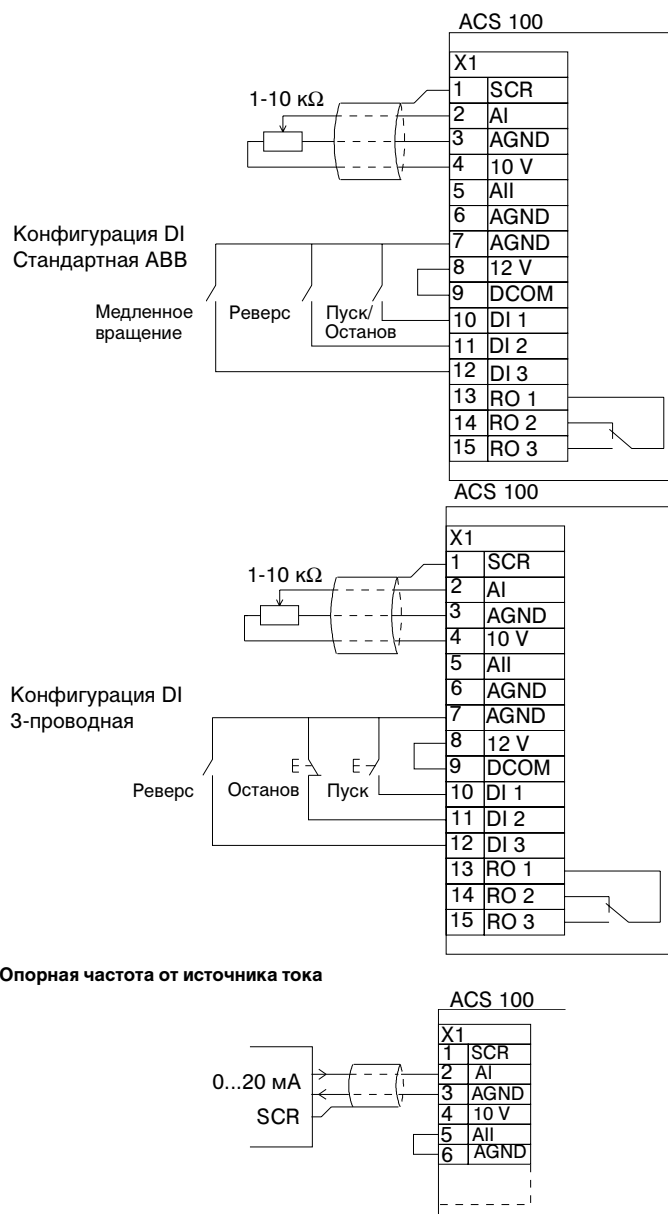 ACS 100
X1
1 SCR
1-10 кΩ
2 AI
3 AGND
4 10 V
5 AII
6 AGND
Конфигурация DI
Стандартная ABB
7 AGND
8 12 V
9 DCOM
Медленное
вращение
Реверс
Пуск/
Останов
10 DI 1
11 DI 2
12 DI 3
13 RO 1
14 RO 2
15 RO 3
ACS 100
X1
1 SCR
1-10 кΩ
2 AI
3 AGND
4 10 V
5 AII
6 AGND
Конфигурация DI
3-проводная
7 AGND
8 12 V
9 DCOM
Реверс
Останов
Пуск
10 DI 1
11 DI 2
12 DI 3
13 RO 1
14 RO 2
15 RO 3
Опорная частота от источника тока
ACS 100
X1
1 SCR
0...20 мА
2 AI
3 AGND
SCR
4 10 V
5 AII
6 AGND